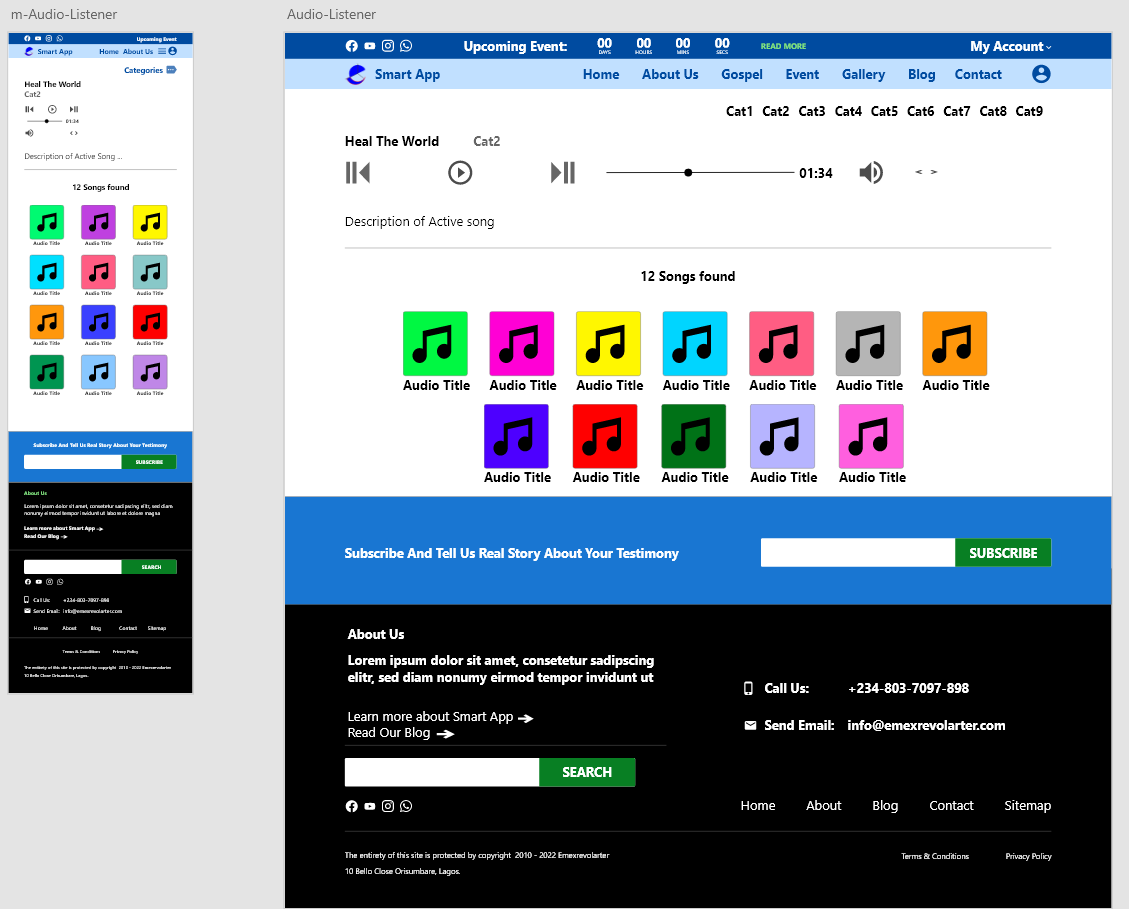 m-Audio-Listener
Upcoming Event
Smart App
Home About Us
Categories
Heal The World
Cat2
01:34
< >
Description of Active Song ...
12 Songs found
Audio Title Audio Title Audio Title
Audio Title Audio Title Audio Title
Audio Title Audio Title Audio Title
Audio Title Audio Title Audio Title
Subscribe And Tell Us Real Story About Your Testimony
SUBSCRIBE
About Us
Lorem ipsum dolor sit amet, consetetur sadipscing elitr, sed diam
nonumy eirmod tempor invidunt ut labore et dolore magna
Learn more about Smart App
Read Our Blog
SEARCH
Call Us: +234-803-7097-898
Send Email: info@emexrevolarter.com
Home About Blog Contact Sitemap
Terms & Conditions Privacy Policy
The entirety of this site is protected by copyright 2010 - 2022 Emexrevolarter
10 Bello Close Orisumbare, Lagos.
Audio-Listener
Upcoming Event: 00 00 00 00 READ MORE My Account
DAYS HOURS MINS SECS
Smart App Home About Us Gospel Event Gallery Blog Contact
Cat1 Cat2 Cat3 Cat4 Cat5 Cat6 Cat7 Cat8 Cat9
Heal The World Cat2
01:34 < >
Description of Active song
12 Songs found
Audio Title Audio Title Audio Title Audio Title Audio Title Audio Title Audio Title
Audio Title Audio Title Audio Title Audio Title Audio Title
Subscribe And Tell Us Real Story About Your Testimony SUBSCRIBE
About Us
Lorem ipsum dolor sit amet, consetetur sadipscing
elitr, sed diam nonumy eirmod tempor invidunt ut
Learn more about Smart App
Read Our Blog
Call Us: +234-803-7097-898
Send Email: info@emexrevolarter.com
SEARCH
Home About Blog Contact Sitemap
The entirety of this site is protected by copyright 2010 - 2022 Emexrevolarter
10 Bello Close Orisumbare, Lagos.
Terms & Conditions Privacy Policy